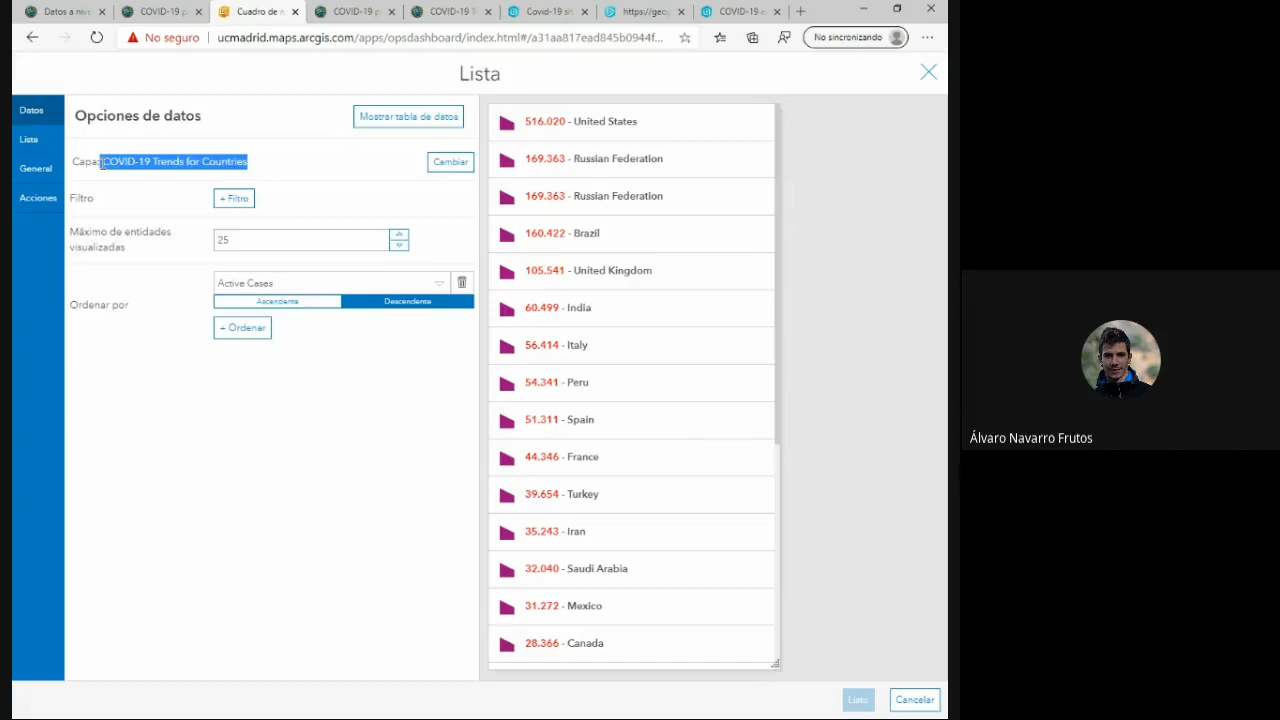 Datos a nive
COVID-19 p
Cuadro de n
COVID-19 p
COVID-19 T
Covid-19 sit
https://geo
COVID-19
No seguro
ucmadrid.maps.arcgis.com/apps/opsdashboard/index.html#/a31aa817ead845b0944f...
No sincronizando
Lista
Datos
Lista
General
Acciones
Opciones de datos
Mostrar tabla de datos
Capa: COVID-19 Trends for Countries
Cambiar
Filtro
+ Filtro
Máximo de entidades
visualizadas
25
Active Cases
Ordenar por
Ascendente
Descendente
+ Ordenar
516.020 - United States
169.363 - Russian Federation
169.363 - Russian Federation
160.422 - Brazil
105.541 - United Kingdom
60.499 - India
56.414 - Italy
54.341 - Peru
51.311 - Spain
44.346 - France
39.654 - Turkey
35.243 - Iran
32.040 - Saudi Arabia
31.272 - Mexico
28.366 - Canada
Listo
Cancelar
Álvaro Navarro Frutos